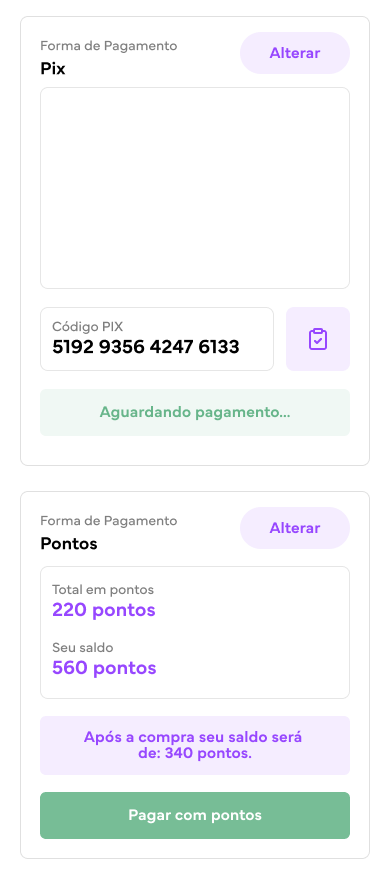 Forma de Pagamento
Alterar
Pix
Código PIX
5192 9356 4247 6133
Aguardando pagamento...
Forma de Pagamento
Alterar
Pontos
Total em pontos
220 pontos
Seu saldo
560 pontos
Após a compra seu saldo será
de: 340 pontos.
Pagar com pontos